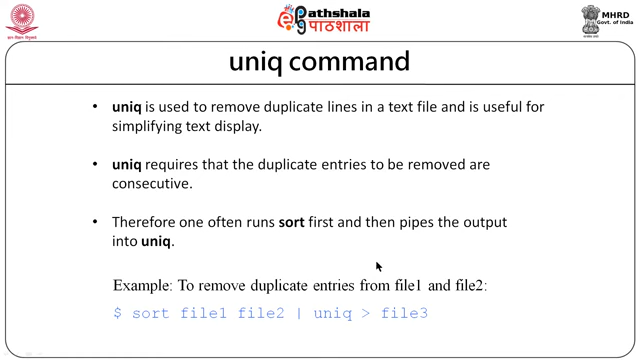 Pathshala
पाठशाला
MHRD
Govt. of India
uniq command
• uniq is used to remove duplicate lines in a text file and is useful for
simplifying text display.
• uniq requires that the duplicate entries to be removed are
consecutive.
• Therefore one often runs sort first and then pipes the output
into uniq.
Example: To remove duplicate entries from file1 and file2:
$ sort file1 file2 | uniq > file3